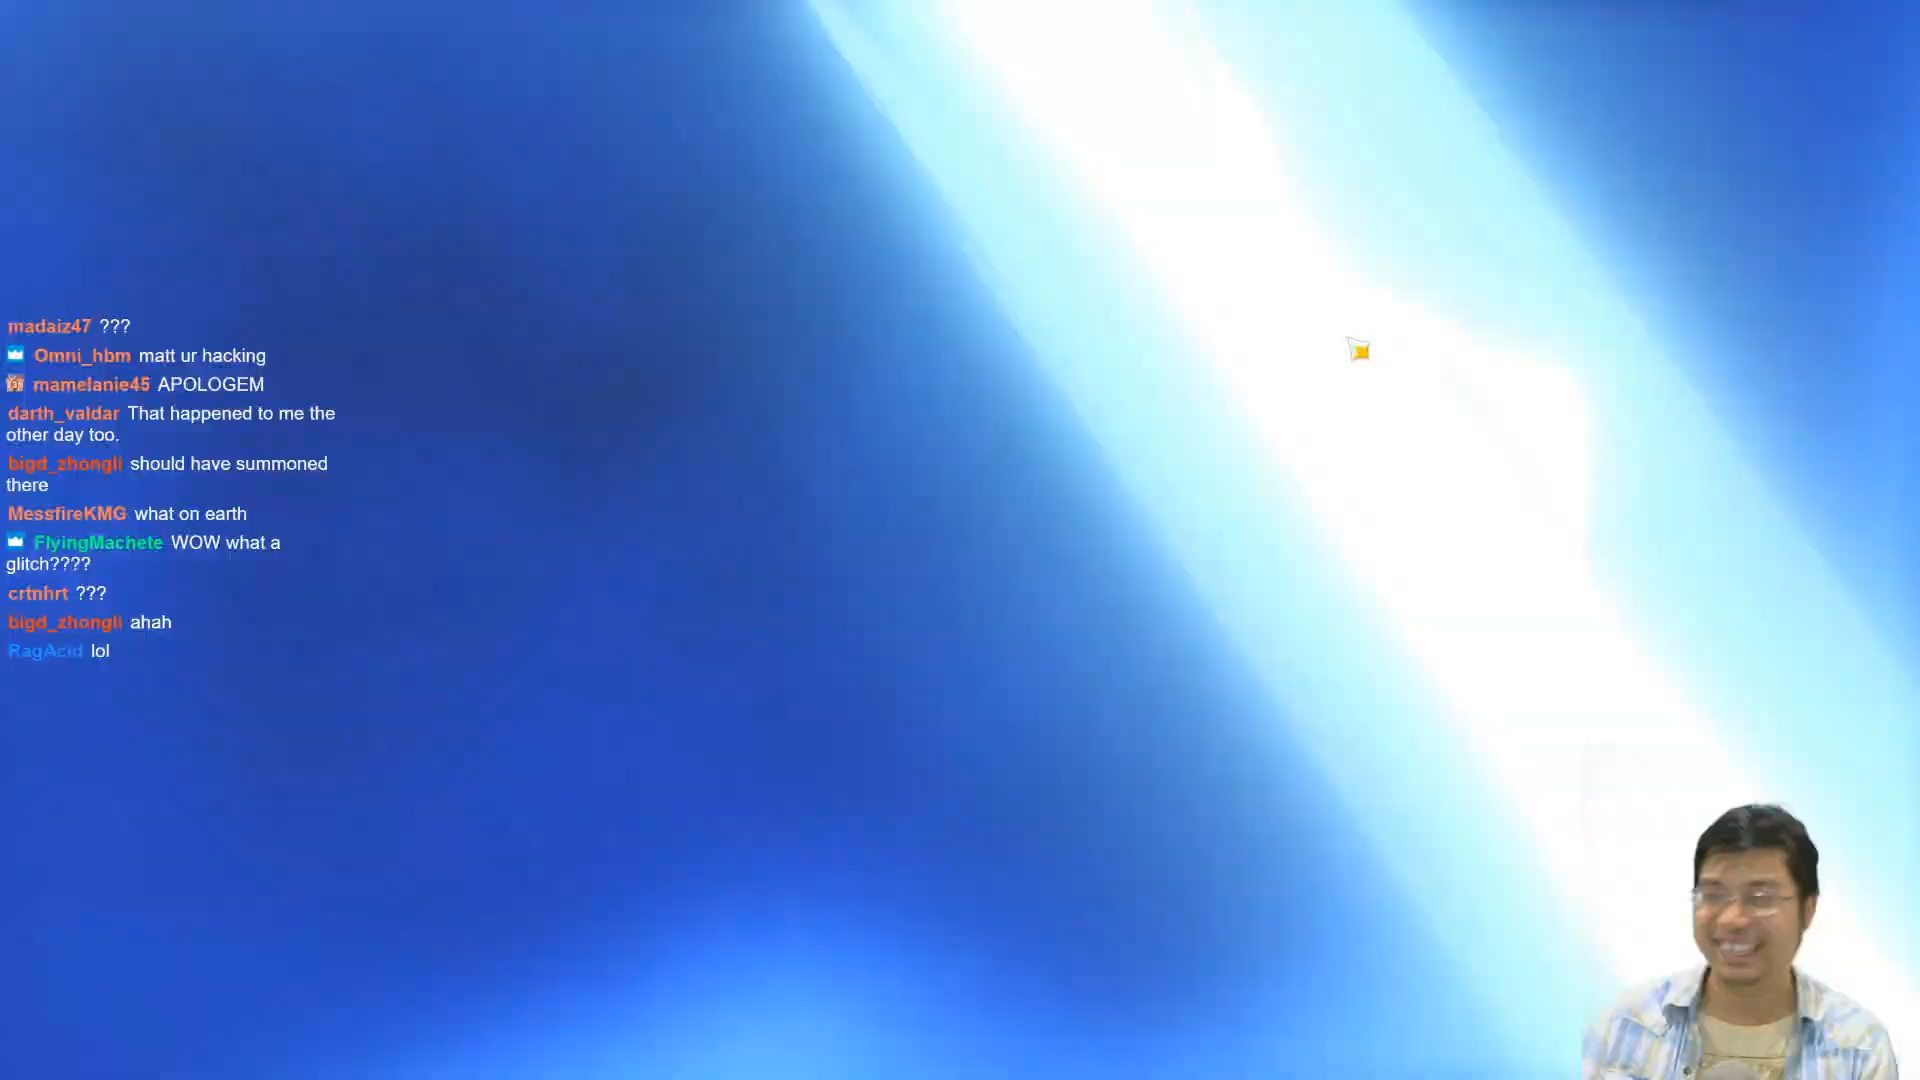 madaiz47 ???
Omni_hbm matt ur hacking
mamelanie45 APOLOGEM
darth_valdar That happened to me the
other day too.
bigd_zhongli should have summoned
there
MessfireKMG what on earth
FlyingMachete WOW what a
glitch????
crtnhrt ???
bigd_zhongli ahah
RagAcid lol